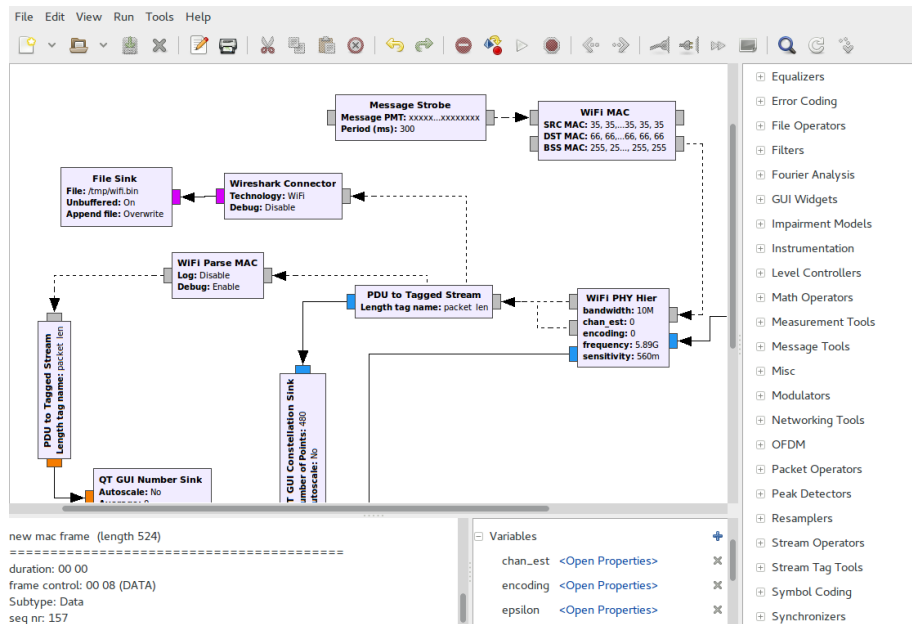 File Edit View Run Tools Help
Message Strobe
Message PMT: xxxxx...xxxxxxxx
Period (ms): 300
WiFi MAC
SRC MAC: 35, 35,...35, 35, 35
DST MAC: 66, 66,...66, 66, 66
BSS MAC: 255, 25..., 255, 255
File Sink
File: /tmp/wifi.bin
Unbuffered: On
Append file: Overwrite
Wireshark Connector
Technology: WiFi
Debug: Disable
WiFi Parse MAC
Log: Disable
Debug: Enable
PDU to Tagged Stream
Length tag name: packet_len
WiFi PHY Hier
bandwidth: 10M
chan_est: 0
encoding: 0
frequency: 5.89G
sensitivity: 560m
PDU to Tagged Stream
Length tag name: packet_len
GUI Constellation Sink
of Points: 480
No
QT GUI Number Sink
Autoscale: No
Equalizers
Error Coding
File Operators
Filters
Fourier Analysis
GUI Widgets
Impairment Models
Instrumentation
Level Controllers
Math Operators
Measurement Tools
Message Tools
Misc
Modulators
Networking Tools
OFDM
Packet Operators
Peak Detectors
Resamplers
Stream Operators
Stream Tag Tools
Symbol Coding
Synchronizers
new mac frame (length 524)
=========================================
duration: 00 00
frame control: 00 08 (DATA)
Subtype: Data
seq nr: 157
Variables
chan_est <Open Properties>
encoding <Open Properties>
epsilon <Open Properties>